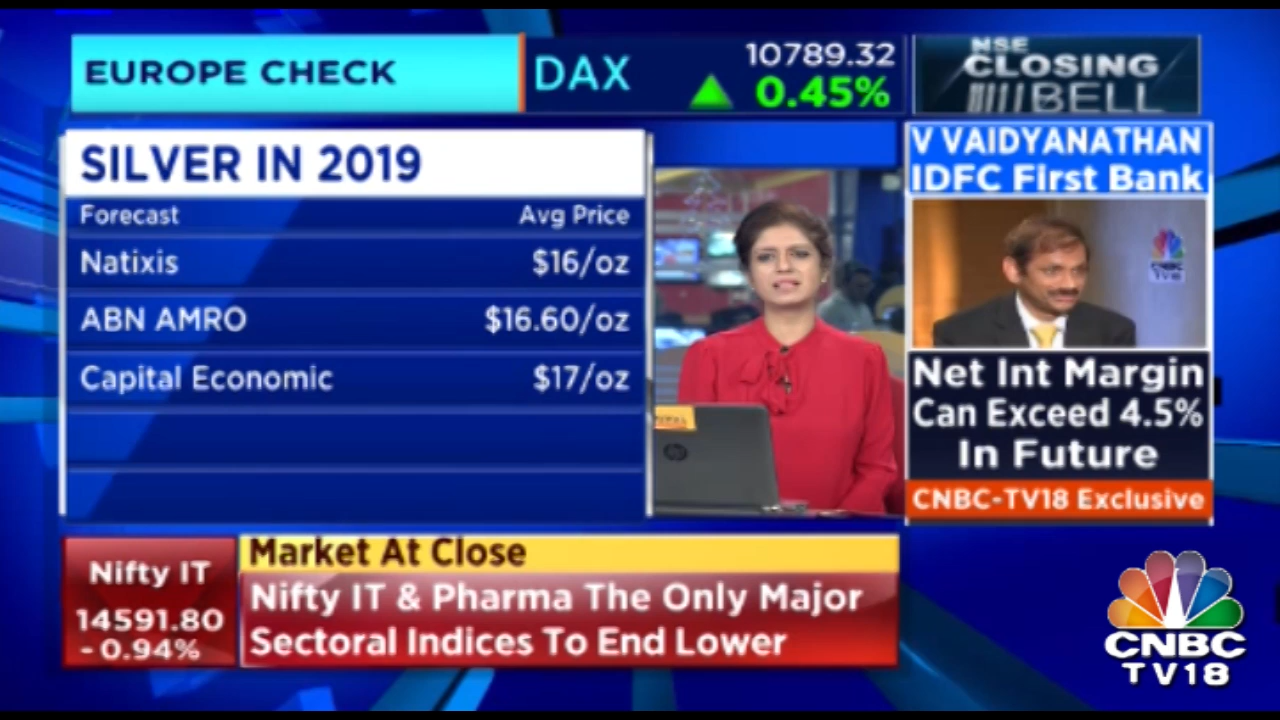 EUROPE CHECK
DAX
10789.32
0.45%
NSE
CLOSING
BELL
SILVER IN 2019
Forecast Avg Price
Natixis $16/oz
ABN AMRO $16.60/oz
Capital Economic $17/oz
V VAIDYANATHAN
IDFC First Bank
CNBC
TV18
Net Int Margin
Can Exceed 4.5%
In Future
CNBC-TV18 Exclusive
hp
Nifty IT
14591.80
-0.94%
Market At Close
Nifty IT & Pharma The Only Major
Sectoral Indices To End Lower
CNBC
TV18